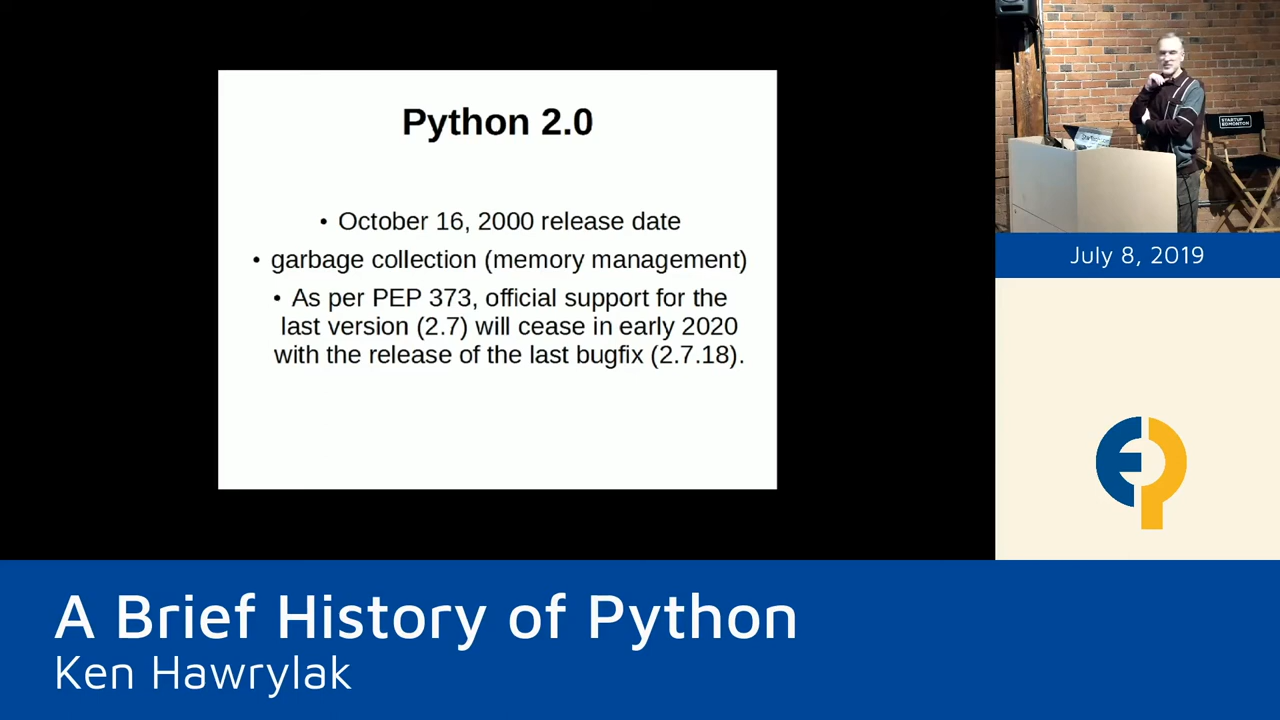 Python 2.0
• October 16, 2000 release date
• garbage collection (memory management)
• As per PEP 373, official support for the
last version (2.7) will cease in early 2020
with the release of the last bugfix (2.7.18).
STARTUP
EDMONTON
July 8, 2019
A Brief History of Python
Ken Hawrylak